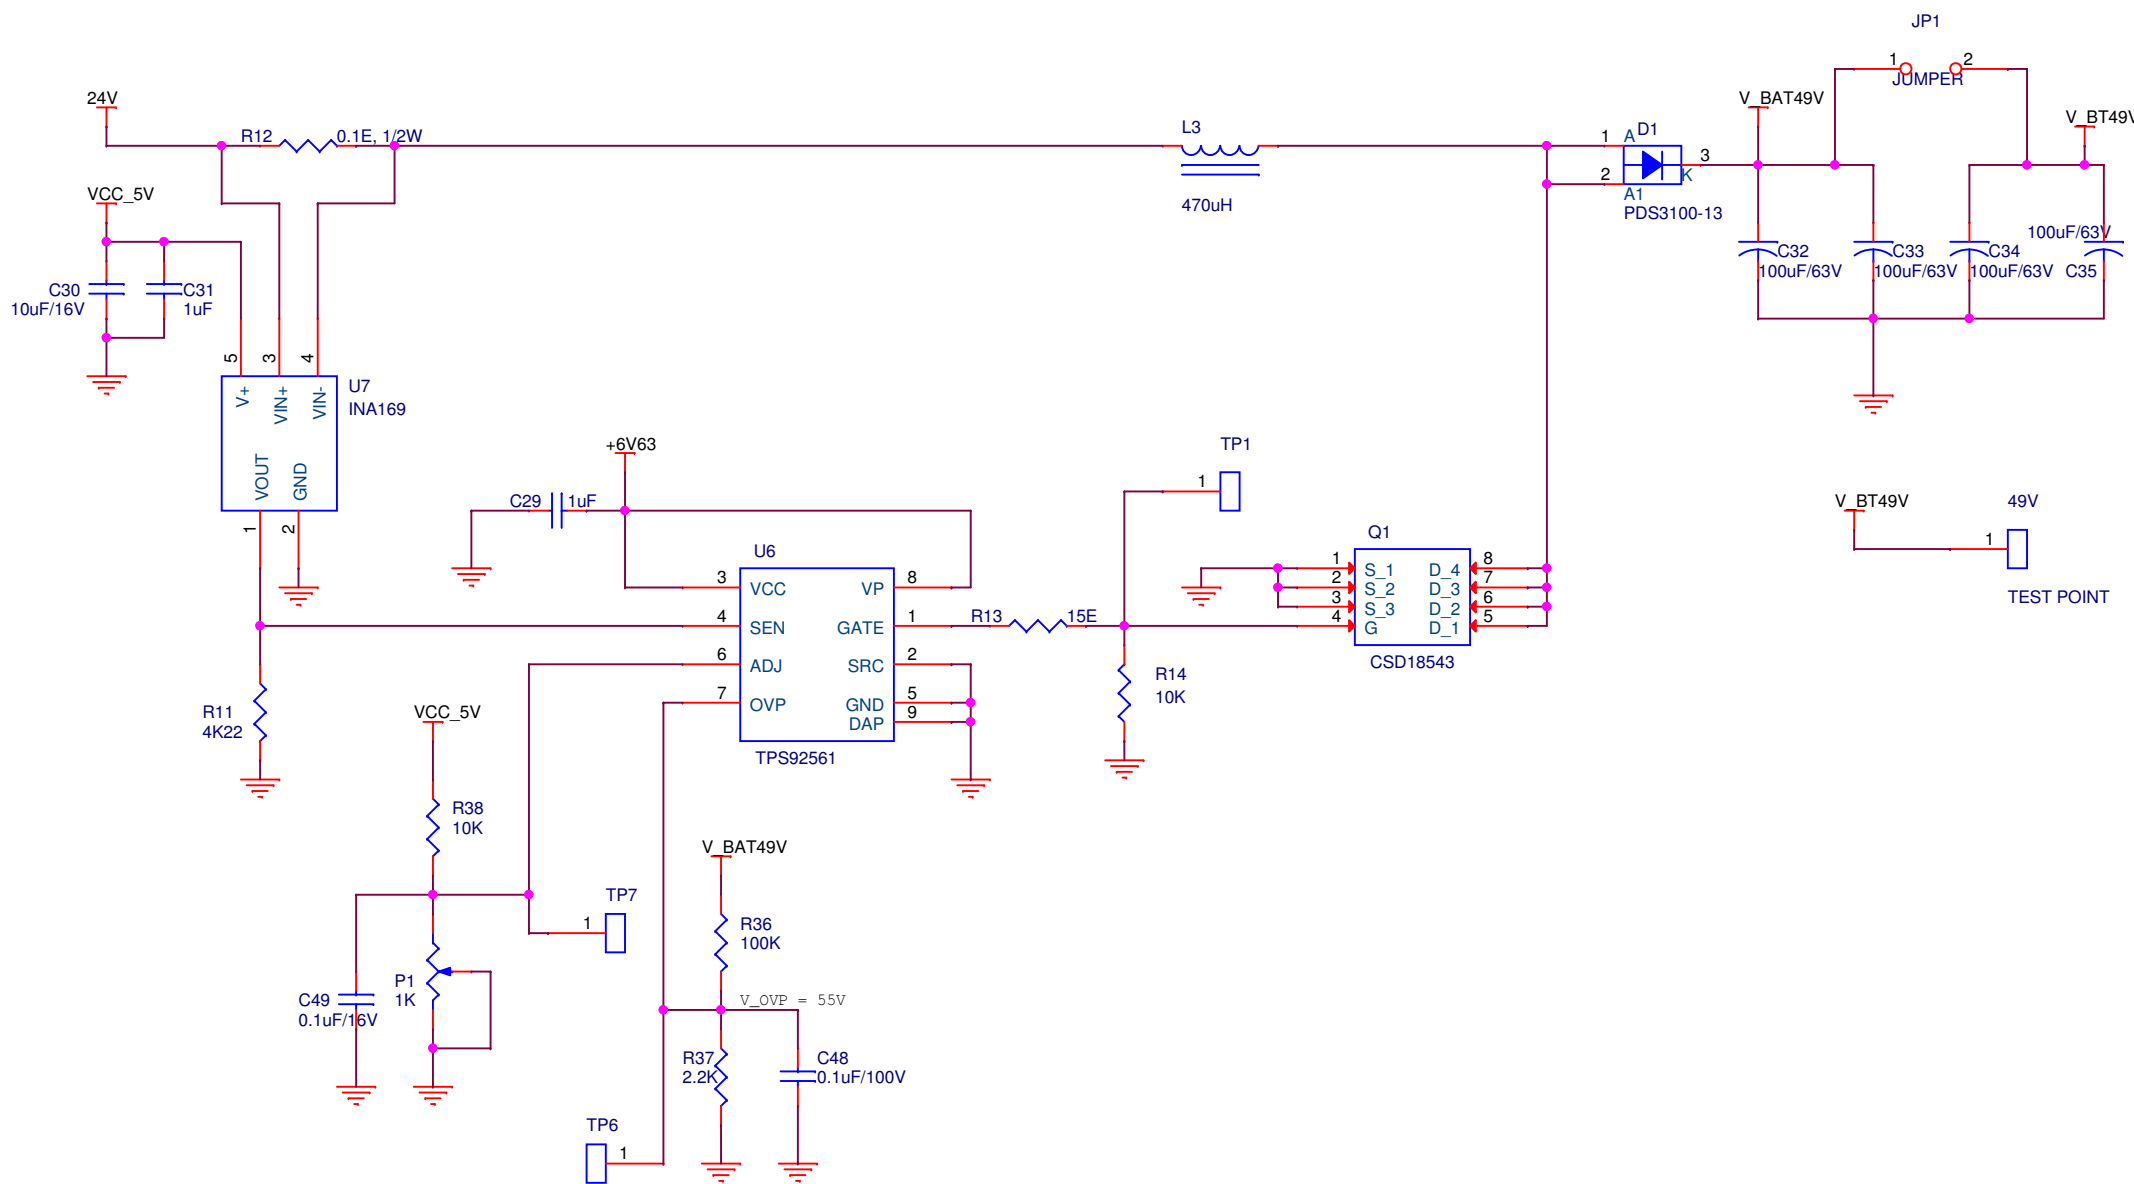 JP1
1
2
JUMPER
24V
R12
0.1E, 1/2W
L3
470uH
1
A
D1
2
A1
3
K
PDS3100-13
V_BAT49V
V_BT49V
C32
100uF/63V
C33
100uF/63V
C34
100uF/63V
100uF/63V
C35
VCC_5V
C30
10uF/16V
C31
1uF
5
3
4
V+
VIN+
VIN-
U7
INA169
VOUT
GND
1
2
+6V63
C29
1uF
TP1
1
V_BT49V
49V
1
TEST POINT
U6
3
VCC
VP
8
4
SEN
GATE
1
6
ADJ
SRC
2
7
OVP
GND
5
DAP
9
TPS92561
R13
15E
R14
10K
Q1
1
S_1
D_4
8
2
S_2
D_3
7
3
S_3
D_2
6
4
G
D_1
5
CSD18543
R11
4K22
VCC_5V
R38
10K
TP7
1
P1
1K
C49
0.1uF/16V
V_BAT49V
R36
100K
V_OVP = 55V
R37
2.2K
C48
0.1uF/100V
TP6
1